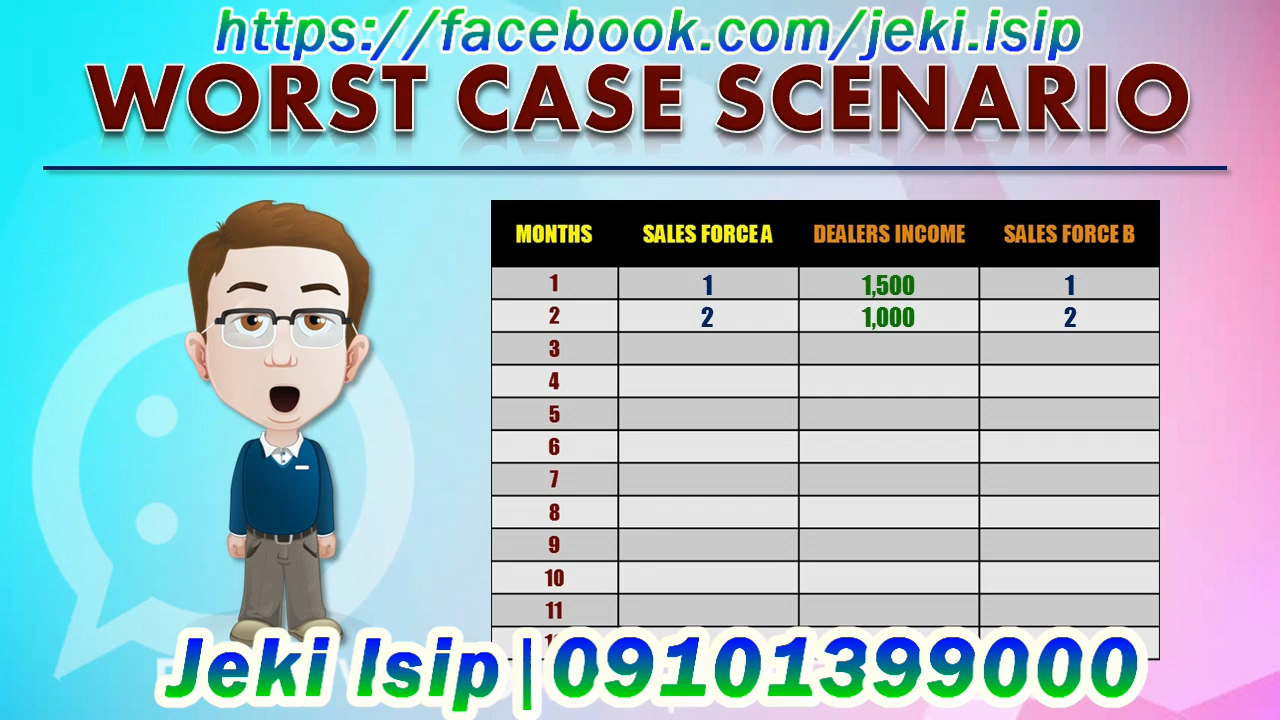 https://facebook.com/jeki.isip
WORST CASE SCENARIO
MONTHS SALES FORCE A DEALERS INCOME SALES FORCE B
1 1 1,500 1
2 2 1,000 2
3
4
5
6
7
8
9
10
11
Jeki Isip|09101399000